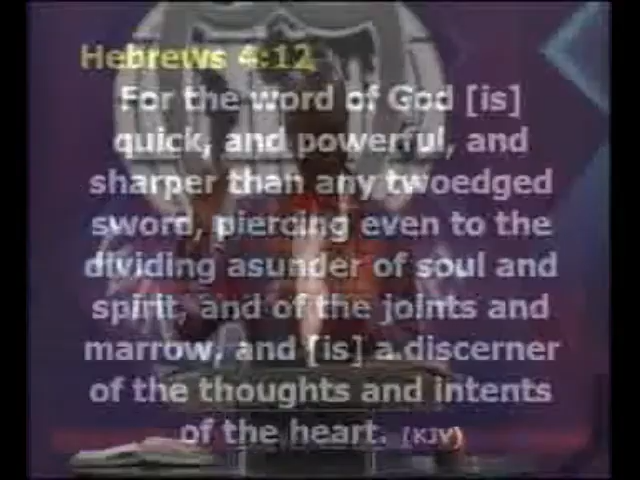 Hebrews 4:12
For the word of God [is]
quick, and powerful, and
sharper than any twoedged
sword, piercing even to the
dividing asunder of soul and
spirit, and of the joints and
marrow, and [is] a discerner
of the thoughts and intents
of the heart. [KJV]